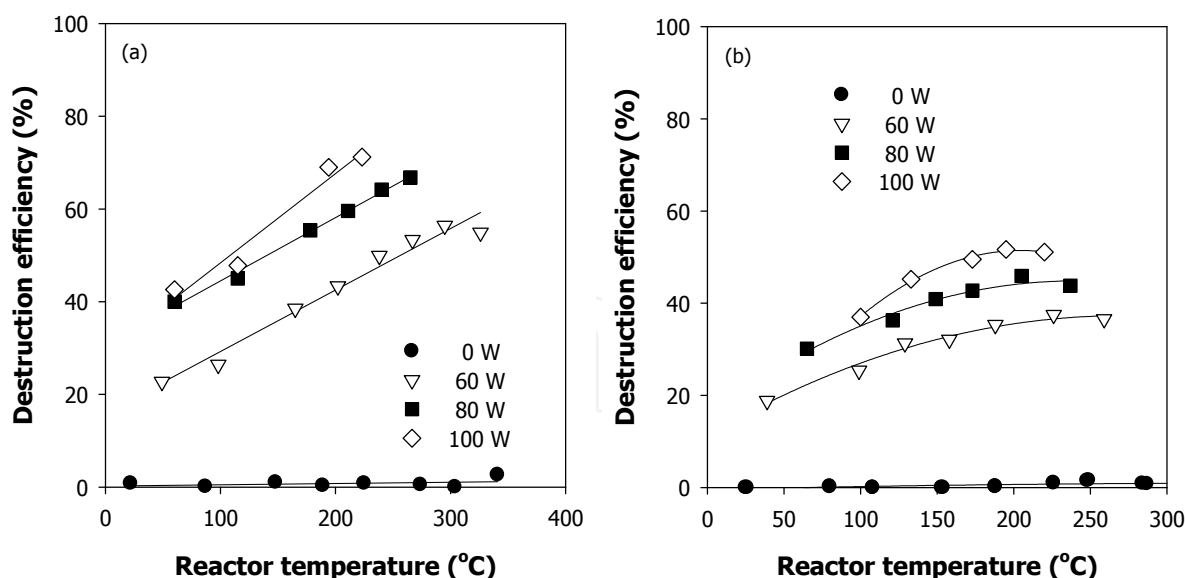 (a)
Destruction efficiency (%)
100
80
60
40
20
0
0 W
60 W
80 W
100 W
0
100
200
300
400
Reactor temperature (°C)
(b)
Destruction efficiency (%)
100
80
60
40
20
0
0 W
60 W
80 W
100 W
0
50
100
150
200
250
300
Reactor temperature (°C)